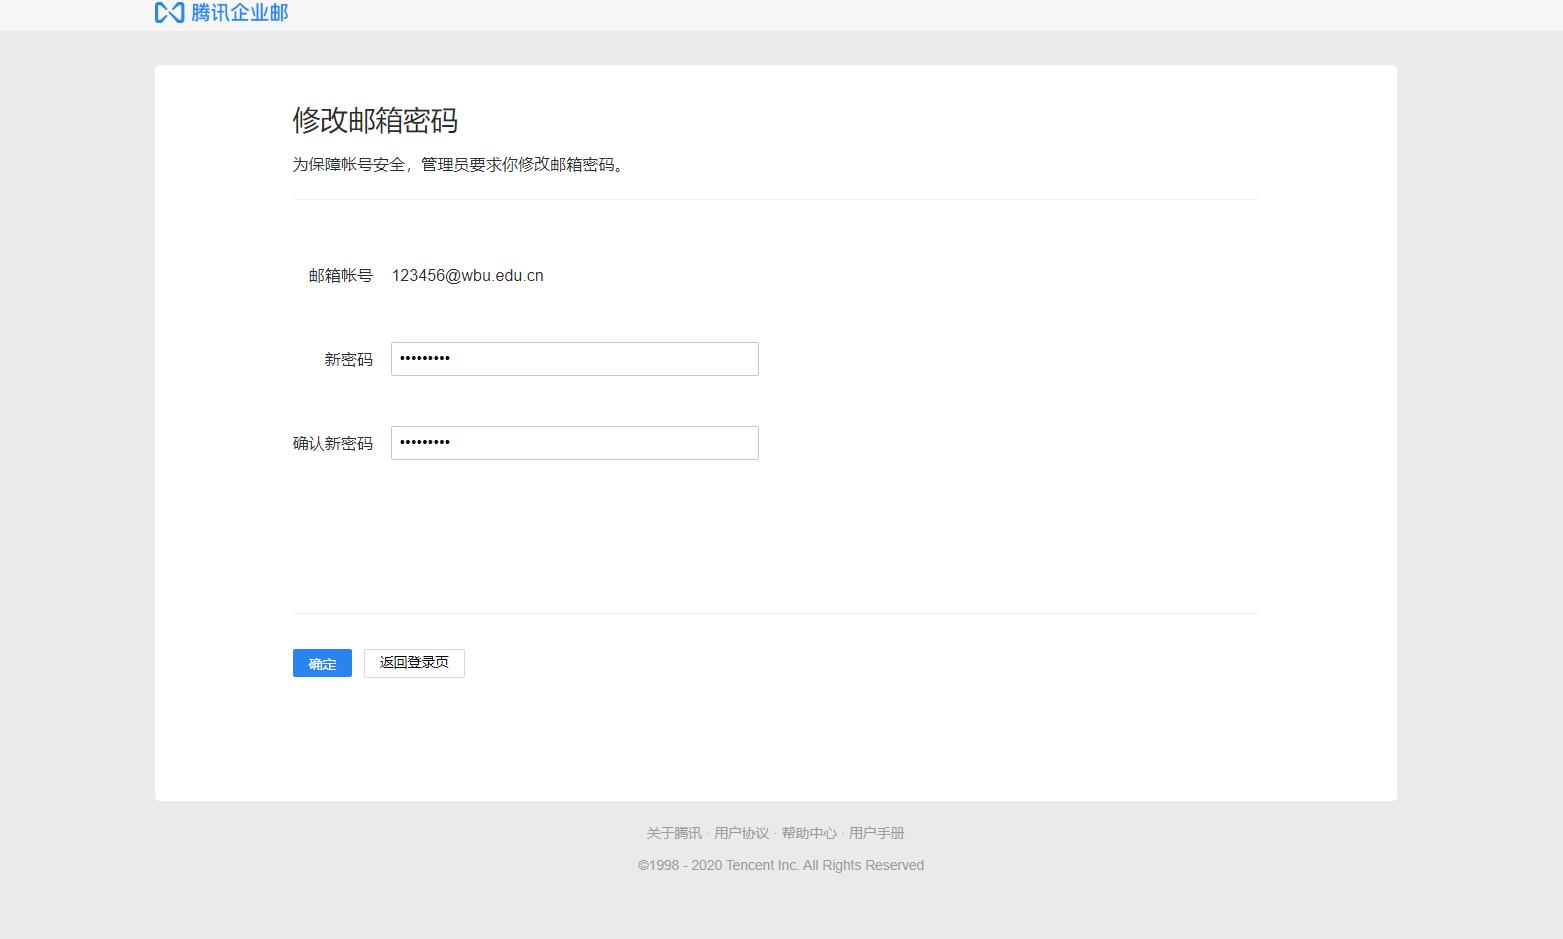 腾讯企业邮
修改邮箱密码
为保障帐号安全，管理员要求你修改邮箱密码。
邮箱帐号 123456@wbu.edu.cn
新密码 •••••••••
确认新密码 •••••••••
确定 返回登录页
关于腾讯 · 用户协议 · 帮助中心 · 用户手册
©1998 - 2020 Tencent Inc. All Rights Reserved